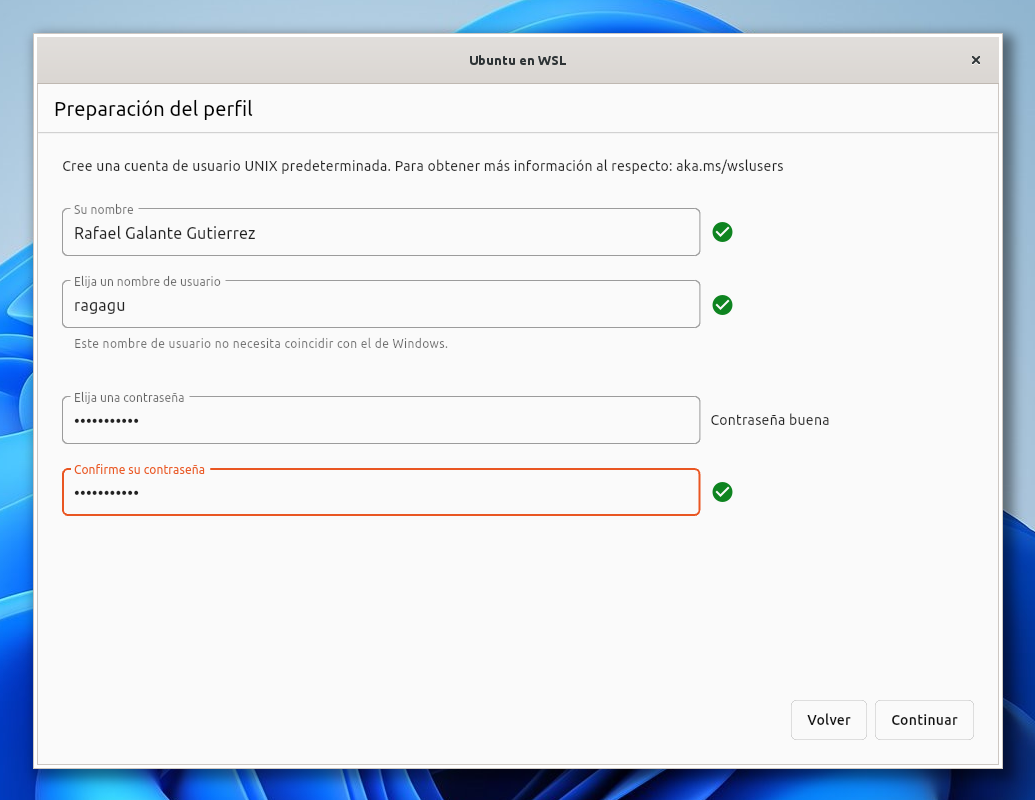 Ubuntu en WSL
Preparación del perfil
Cree una cuenta de usuario UNIX predeterminada. Para obtener más información al respecto: aka.ms/wslusers
Su nombre
Rafael Galante Gutierrez
Elija un nombre de usuario
ragagu
Este nombre de usuario no necesita coincidir con el de Windows.
Elija una contraseña
•••••••••••
Contraseña buena
Confirme su contraseña
•••••••••••
Volver
Continuar